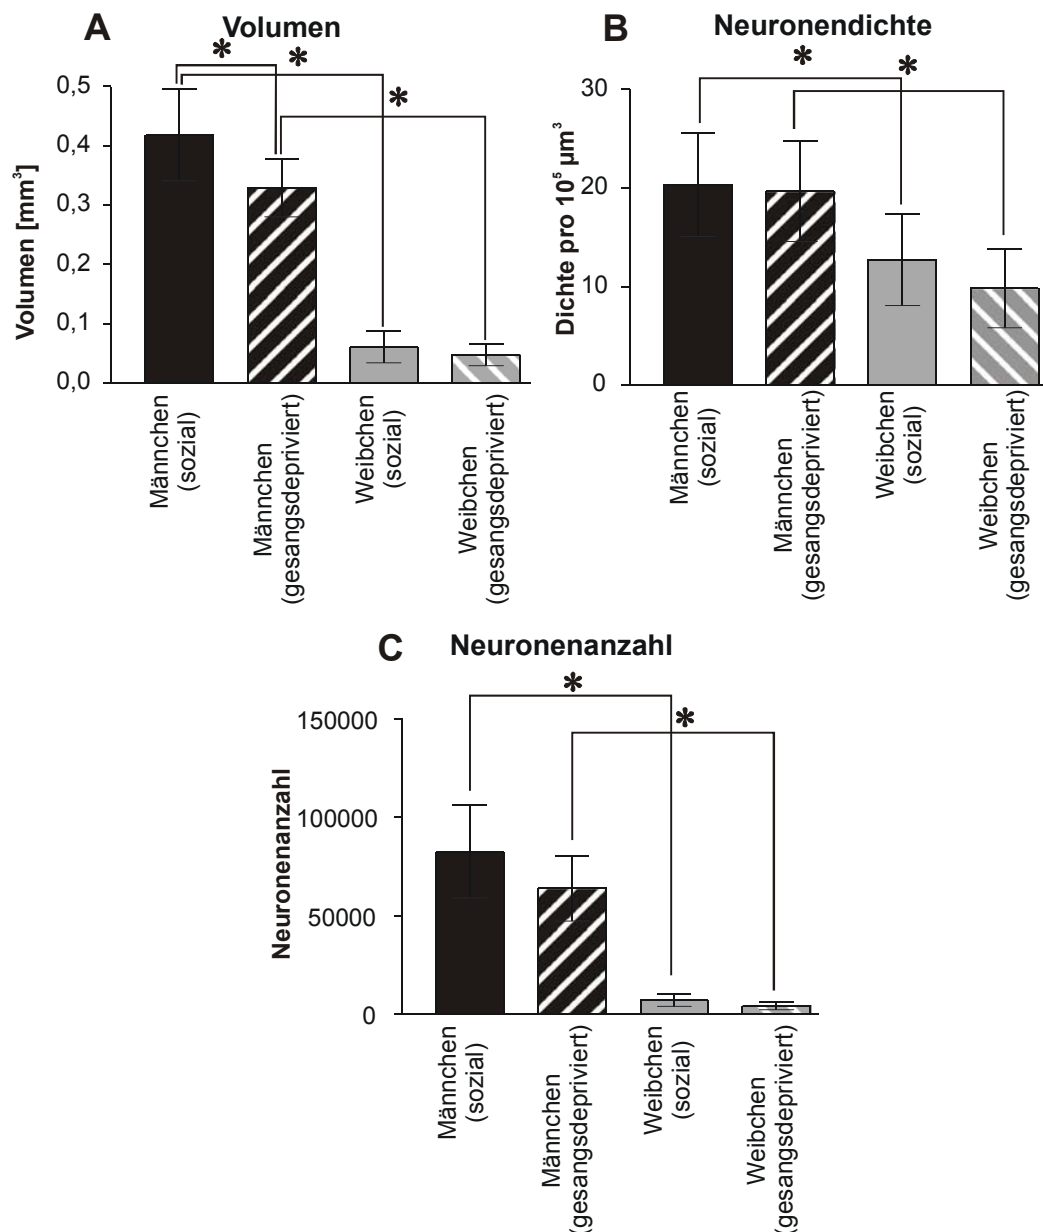 A
Volumen
*
*
*
Volumen [mm³]
0,5
0,4
0,3
0,2
0,1
0,0
Männchen
(sozial)
Männchen
(gesangsdepriviert)
Weibchen
(sozial)
Weibchen
(gesangsdepriviert)
B
Neuronendichte
*
*
Dichte pro 10⁵ µm³
30
20
10
0
Männchen
(sozial)
Männchen
(gesangsdepriviert)
Weibchen
(sozial)
Weibchen
(gesangsdepriviert)
C
Neuronenanzahl
*
*
Neuronenanzahl
150000
100000
50000
0
Männchen
(sozial)
Männchen
(gesangsdepriviert)
Weibchen
(sozial)
Weibchen
(gesangsdepriviert)